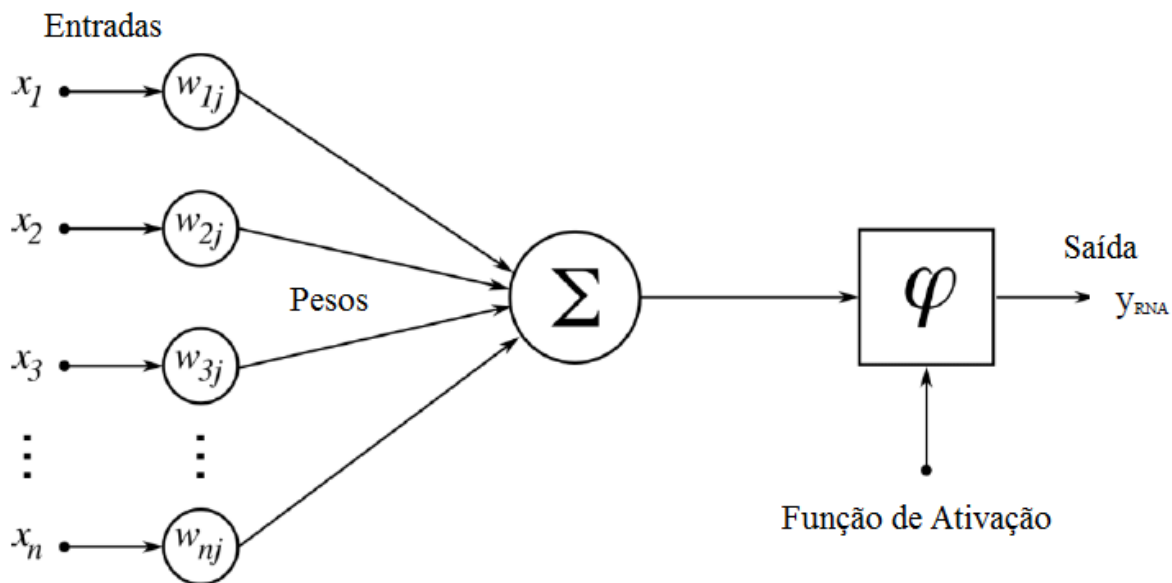 Entradas
x1 w1j
x2 w2j
Pesos
Σ φ
Saída
yRNA
x3 w3j
⋮ ⋮
xn wnj
Função de Ativação